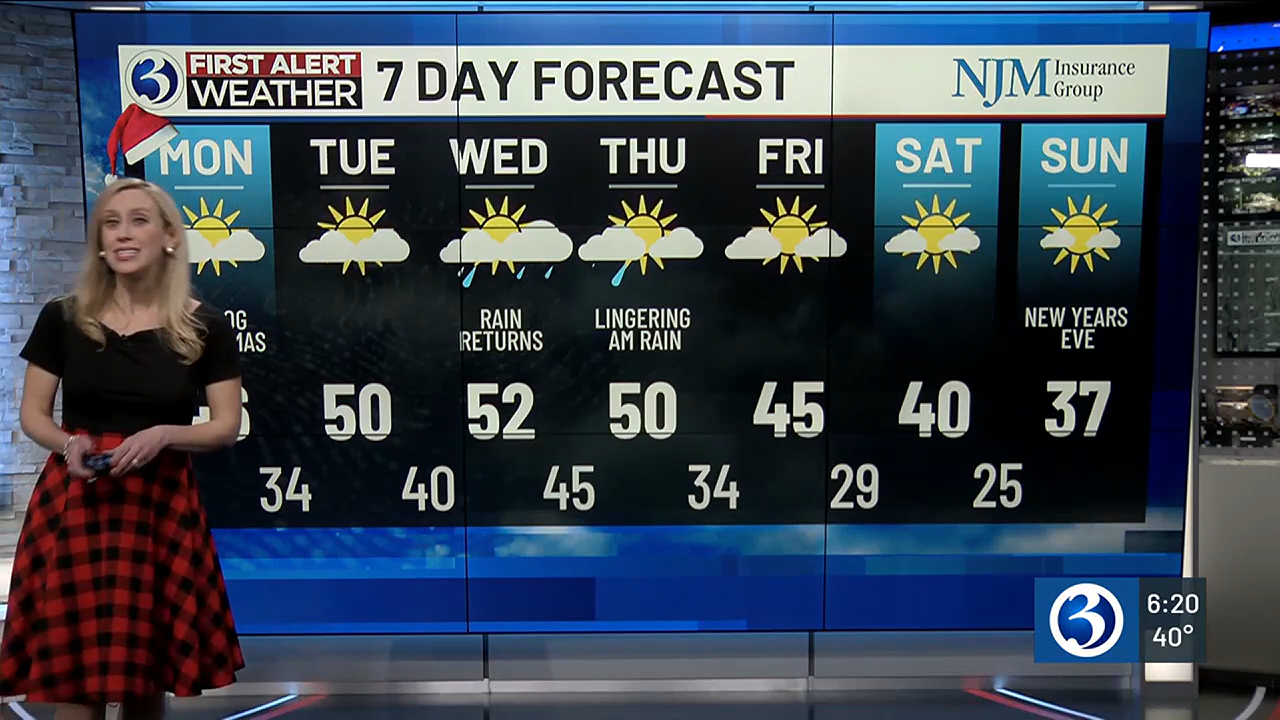 3 FIRST ALERT
WEATHER
7 DAY FORECAST
NJM Insurance
Group
MON TUE WED THU FRI SAT SUN
RAIN
RETURNS
LINGERING
AM RAIN
NEW YEARS
EVE
50 52 50 45 40 37
34 40 45 34 29 25
3 6:20
40°